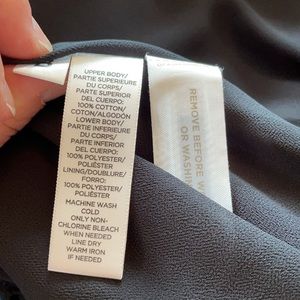 UPPER BODY/
PARTIE SUPERIEURE
DU CORPS/
PARTE SUPERIOR
DEL CUERPO:
100% COTTON/
COTON/ALGODÓN
LOWER BODY/
PARTIE INFERIEURE
DU CORPS/
PARTE INFERIOR
DEL CUERPO:
100% POLYESTER/
POLIÉSTER
LINING/DOUBLURE/
FORRO:
100% POLYESTER/
POLIÉSTER
MACHINE WASH
COLD
ONLY NON-
CHLORINE BLEACH
WHEN NEEDED
LINE DRY
WARM IRON
IF NEEDED
REMOVE BEFORE W
OR WASHI